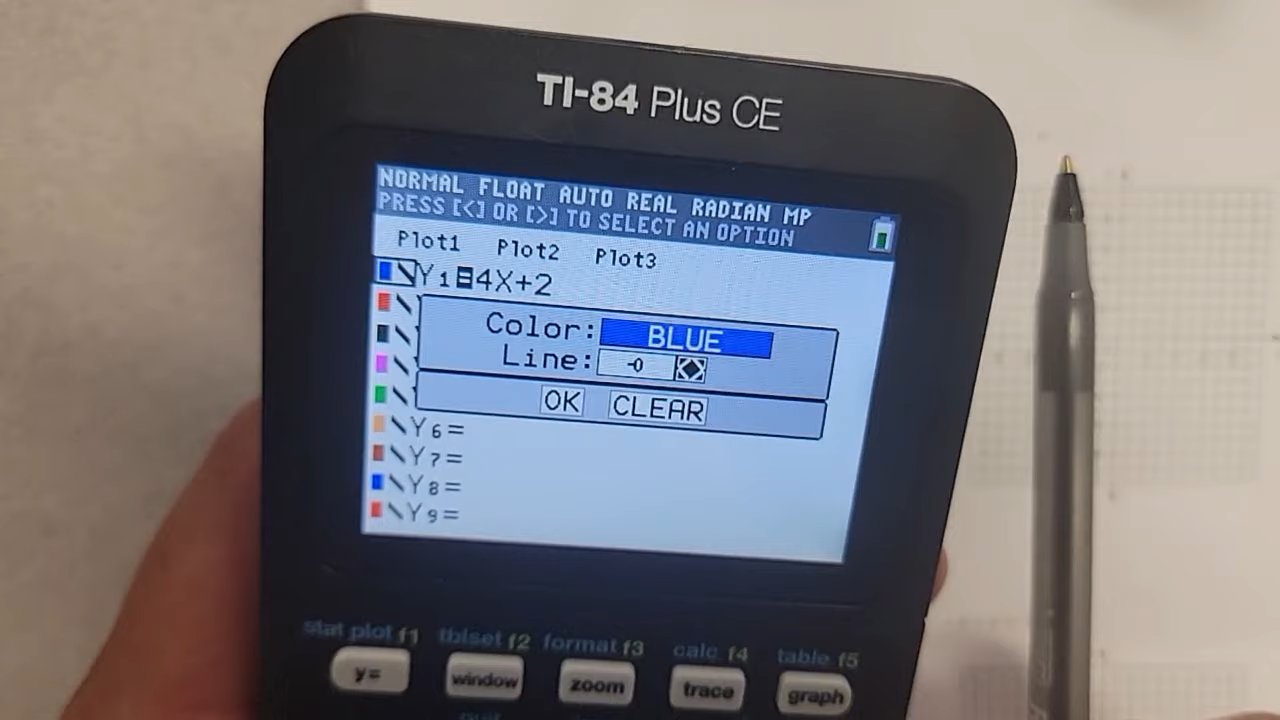 TI-84 Plus CE
NORMAL FLOAT AUTO REAL RADIAN MP
PRESS [<] OR [>] TO SELECT AN OPTION
Plot1 Plot2 Plot3
\Y1=4X+2
Color: BLUE
Line:
OK CLEAR
\Y6=
\Y7=
\Y8=
\Y9=
stat plot f1 tblset f2 format f3 calc f4 table f5
y= window zoom trace graph